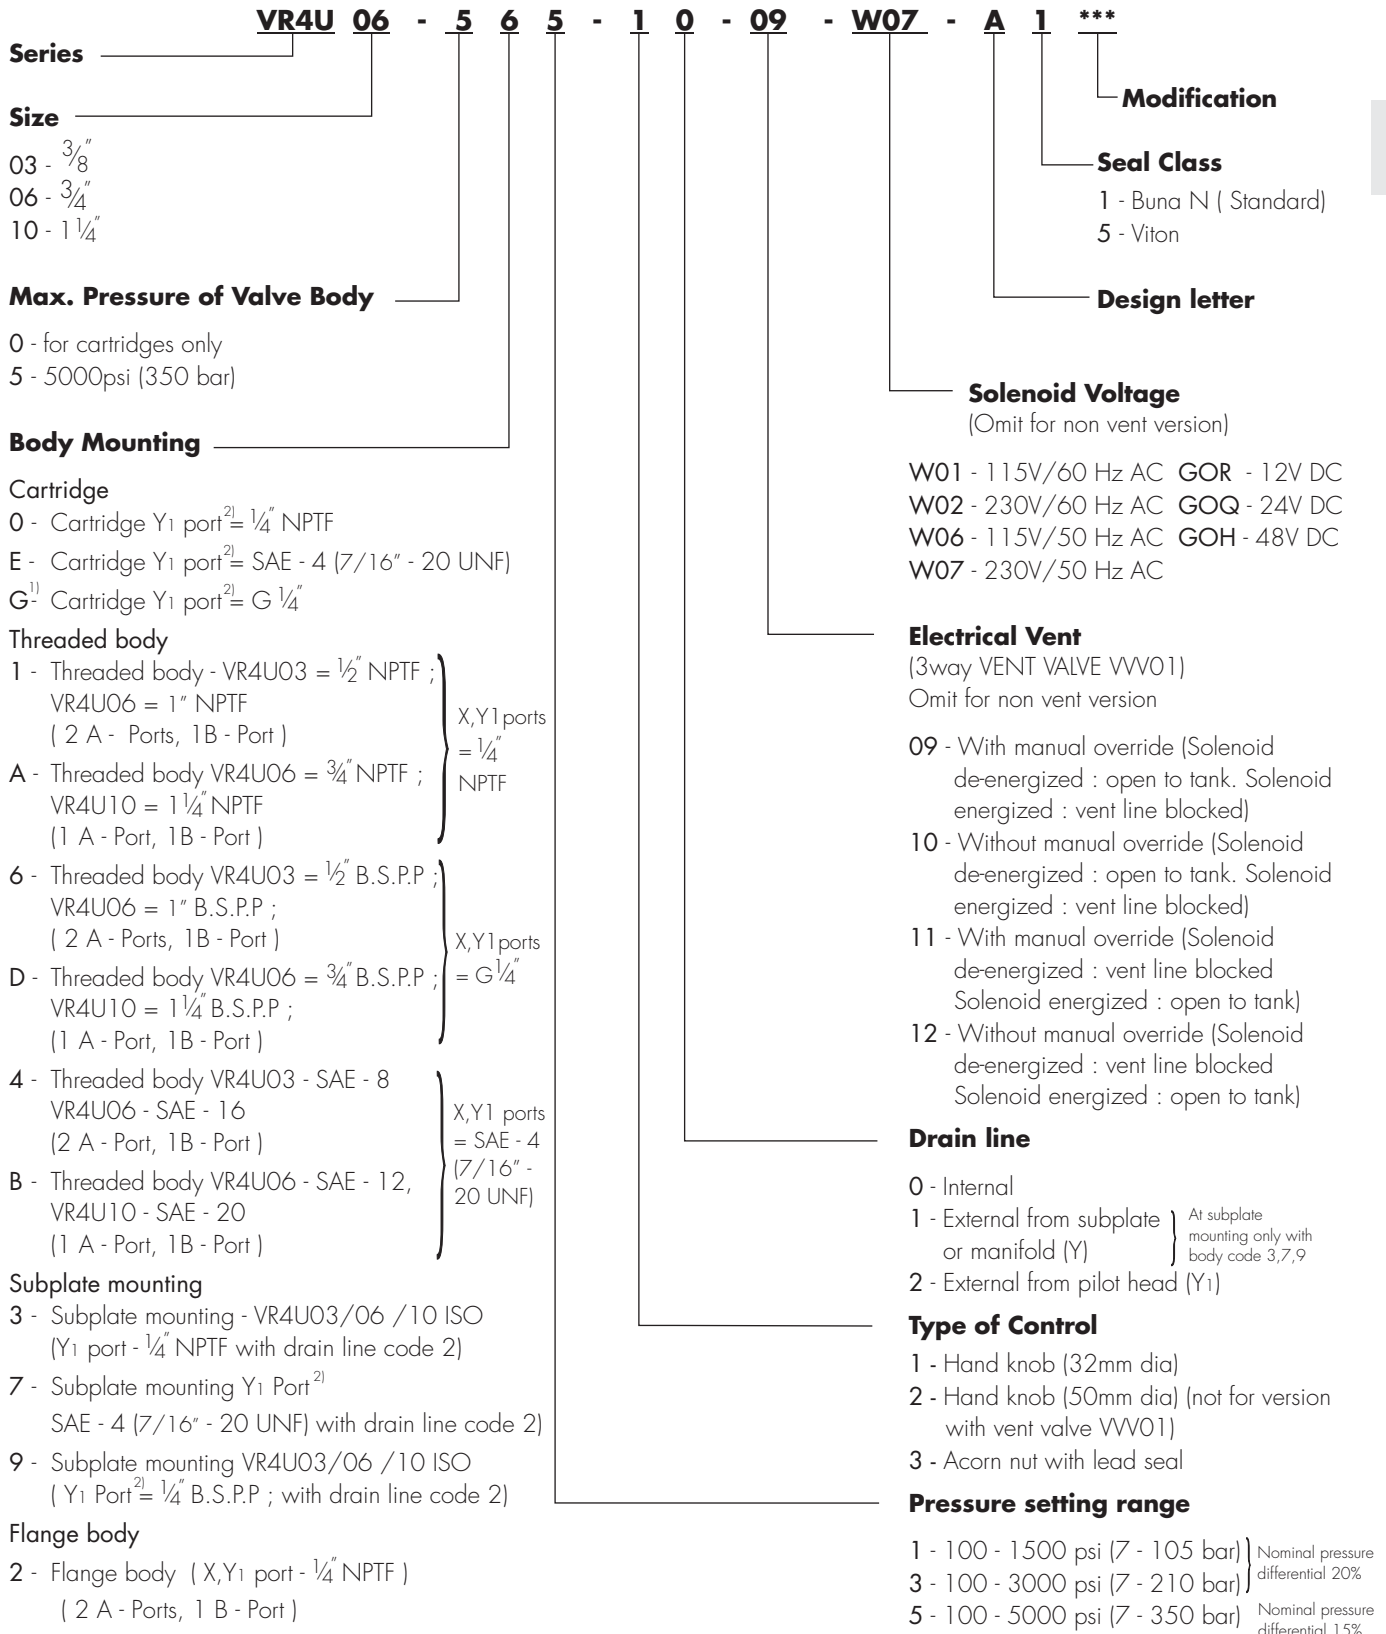 VR4U 06 - 5 6 5 - 1 0 - 09 - W07 - A 1 ***
Series
Size
03 - 3/8"
06 - 3/4"
10 - 1 1/4"
Max. Pressure of Valve Body
0 - for cartridges only
5 - 5000psi (350 bar)
Body Mounting
Cartridge
0 - Cartridge Y1 port 2)= 1/4" NPTF
E - Cartridge Y1 port 2)= SAE - 4 (7/16" - 20 UNF)
G 1)- Cartridge Y1 port 2)= G 1/4"
Threaded body
1 - Threaded body - VR4U03 = 1/2" NPTF ;
VR4U06 = 1" NPTF
( 2 A - Ports, 1B - Port )
A - Threaded body VR4U06 = 3/4" NPTF ;
VR4U10 = 1 1/4" NPTF
(1 A - Port, 1B - Port )
X,Y1ports
= 1/4"
NPTF
6 - Threaded body VR4U03 = 1/2" B.S.P.P ;
VR4U06 = 1" B.S.P.P ;
( 2 A - Ports, 1B - Port )
D - Threaded body VR4U06 = 3/4" B.S.P.P ;
VR4U10 = 1 1/4" B.S.P.P ;
(1 A - Port, 1B - Port )
X,Y1ports
= G1/4"
4 - Threaded body VR4U03 - SAE - 8
VR4U06 - SAE - 16
(2 A - Port, 1B - Port )
B - Threaded body VR4U06 - SAE - 12,
VR4U10 - SAE - 20
(1 A - Port, 1B - Port )
X,Y1 ports
= SAE - 4
(7/16" -
20 UNF)
Subplate mounting
3 - Subplate mounting - VR4U03/06 /10 ISO
(Y1 port - 1/4" NPTF with drain line code 2)
7 - Subplate mounting Y1 Port 2)
SAE - 4 (7/16" - 20 UNF) with drain line code 2)
9 - Subplate mounting VR4U03/06 /10 ISO
( Y1 Port 2)= 1/4" B.S.P.P ; with drain line code 2)
Flange body
2 - Flange body ( X,Y1 port - 1/4" NPTF )
( 2 A - Ports, 1 B - Port )
Modification
Seal Class
1 - Buna N ( Standard)
5 - Viton
Design letter
Solenoid Voltage
(Omit for non vent version)
W01 - 115V/60 Hz AC GOR - 12V DC
W02 - 230V/60 Hz AC GOQ - 24V DC
W06 - 115V/50 Hz AC GOH - 48V DC
W07 - 230V/50 Hz AC
Electrical Vent
(3way VENT VALVE VVV01)
Omit for non vent version
09 - With manual override (Solenoid
de-energized : open to tank. Solenoid
energized : vent line blocked)
10 - Without manual override (Solenoid
de-energized : open to tank. Solenoid
energized : vent line blocked)
11 - With manual override (Solenoid
de-energized : vent line blocked
Solenoid energized : open to tank)
12 - Without manual override (Solenoid
de-energized : vent line blocked
Solenoid energized : open to tank)
Drain line
0 - Internal
1 - External from subplate
or manifold (Y)
At subplate
mounting only with
body code 3,7,9
2 - External from pilot head (Y1)
Type of Control
1 - Hand knob (32mm dia)
2 - Hand knob (50mm dia) (not for version
with vent valve VVV01)
3 - Acorn nut with lead seal
Pressure setting range
1 - 100 - 1500 psi (7 - 105 bar)
3 - 100 - 3000 psi (7 - 210 bar)
Nominal pressure
differential 20%
5 - 100 - 5000 psi (7 - 350 bar)
Nominal pressure
differential 15%